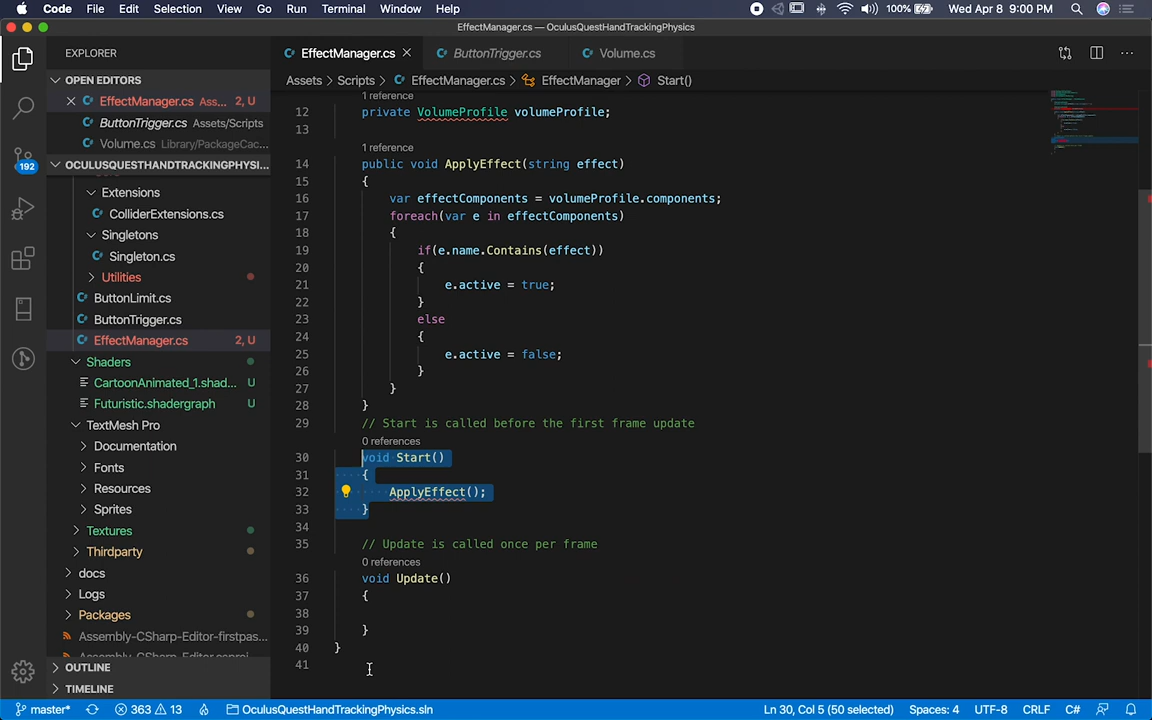 Code File Edit Selection View Go Run Terminal Window Help 100% Wed Apr 8 9:00 PM
EffectManager.cs — OculusQuestHandTrackingPhysics
EXPLORER
OPEN EDITORS
EffectManager.cs Ass... 2, U
ButtonTrigger.cs Assets/Scripts
Volume.cs Library/PackageCac...
OCULUSQUESTHANDTRACKINGPHYSI...
Extensions
ColliderExtensions.cs
Singletons
Singleton.cs
Utilities
ButtonLimit.cs
ButtonTrigger.cs
EffectManager.cs 2, U
Shaders
CartoonAnimated_1.shad... U
Futuristic.shadergraph U
TextMesh Pro
Documentation
Fonts
Resources
Sprites
Textures
Thirdparty
docs
Logs
Packages
Assembly-CSharp-Editor-firstpas...
OUTLINE
TIMELINE
192
EffectManager.cs ButtonTrigger.cs Volume.cs
Assets > Scripts > EffectManager.cs > EffectManager > Start()
1 reference
12 private VolumeProfile volumeProfile;
13
1 reference
14 public void ApplyEffect(string effect)
15 {
16 var effectComponents = volumeProfile.components;
17 foreach(var e in effectComponents)
18 {
19 if(e.name.Contains(effect))
20 {
21 e.active = true;
22 }
23 else
24 {
25 e.active = false;
26 }
27 }
28 }
29 // Start is called before the first frame update
0 references
30 void Start()
31 {
32 ApplyEffect();
33 }
34
35 // Update is called once per frame
0 references
36 void Update()
37 {
38
39 }
40 }
41
master* 363 13 OculusQuestHandTrackingPhysics.sln Ln 30, Col 5 (50 selected) Spaces: 4 UTF-8 CRLF C#